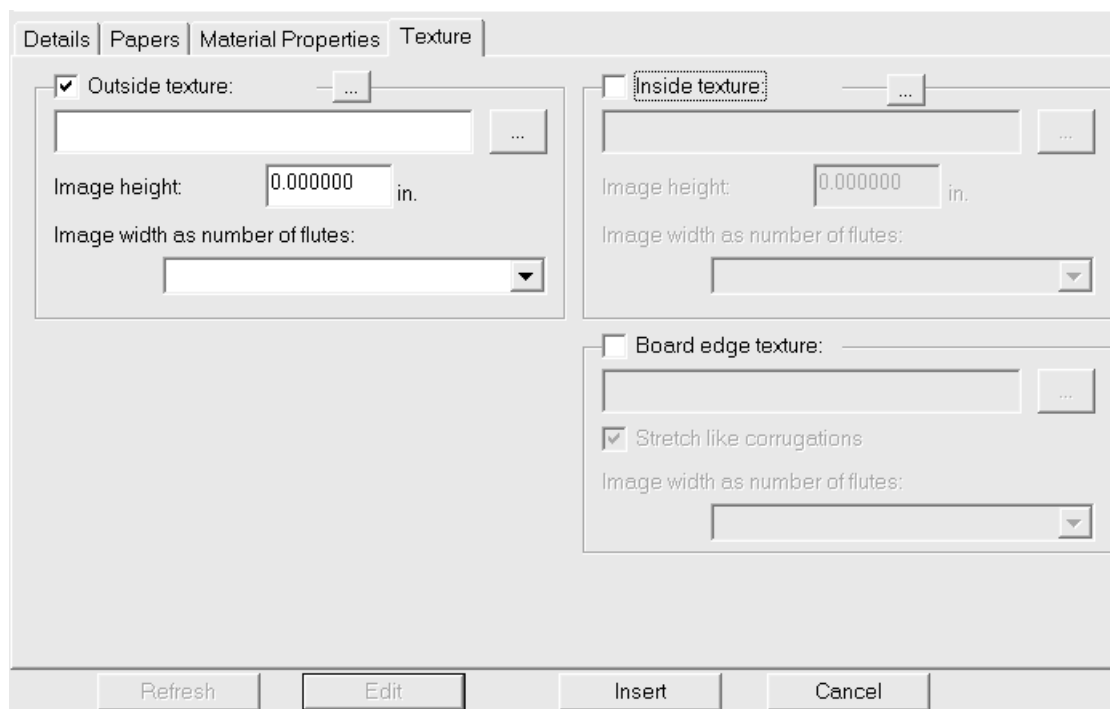 Details Papers Material Properties Texture
Outside texture: ...
...
Image height: 0.000000 in.
Image width as number of flutes:
Inside texture: ...
...
Image height: 0.000000 in.
Image width as number of flutes:
Board edge texture:
...
Stretch like corrugations
Image width as number of flutes:
Refresh Edit Insert Cancel